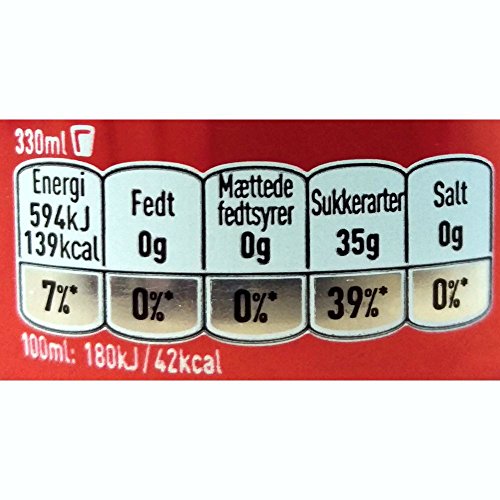 330ml
Energi
594kJ
139kcal
7%*
Fedt
0g
0%*
Mættede
fedtsyrer
0g
0%*
Sukkerarter
35g
39%*
Salt
0g
0%*
100ml: 180kJ/42kcal